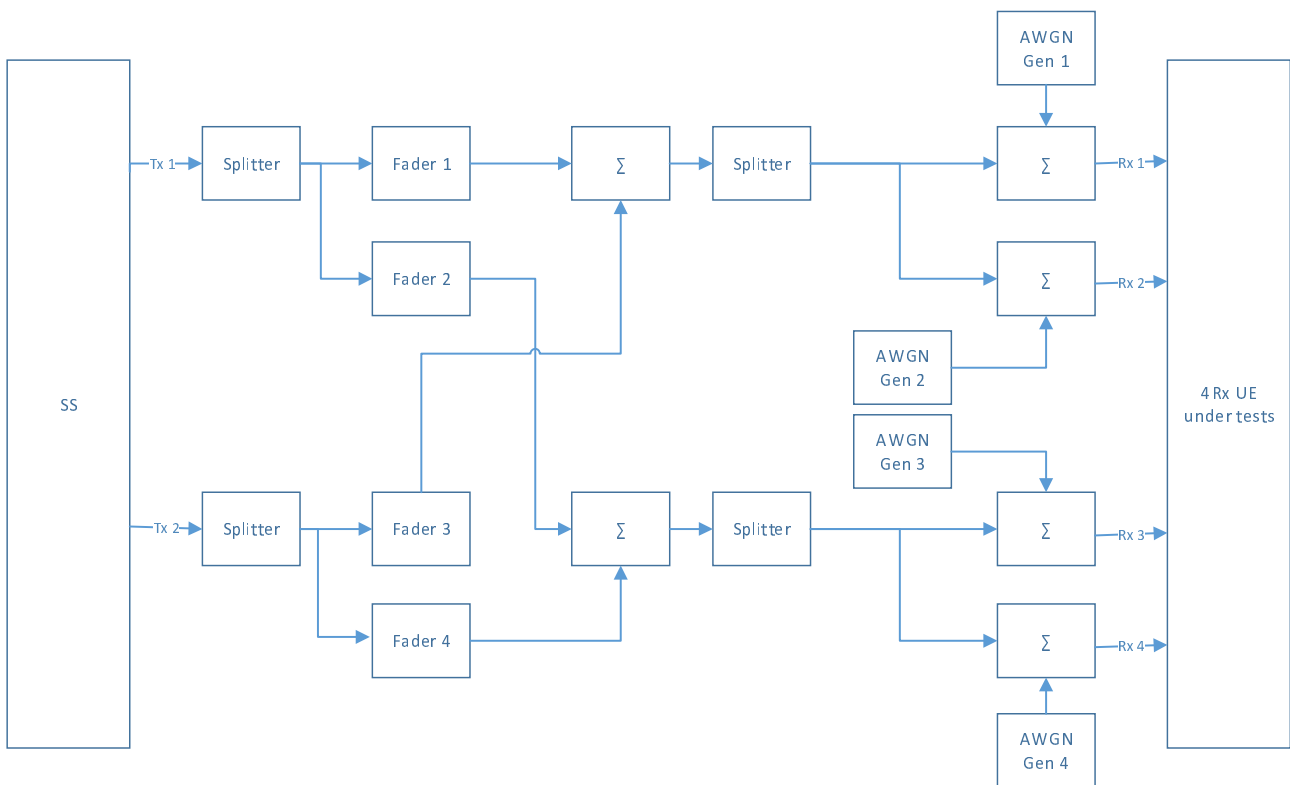 AWGN
Gen 1
Tx 1
Splitter
Fader 1
∑
Splitter
∑
Rx 1
Fader 2
∑
Rx 2
AWGN
Gen 2
SS
4 Rx UE
under tests
AWGN
Gen 3
Tx 2
Splitter
Fader 3
∑
Splitter
∑
Rx 3
Fader 4
∑
Rx 4
AWGN
Gen 4